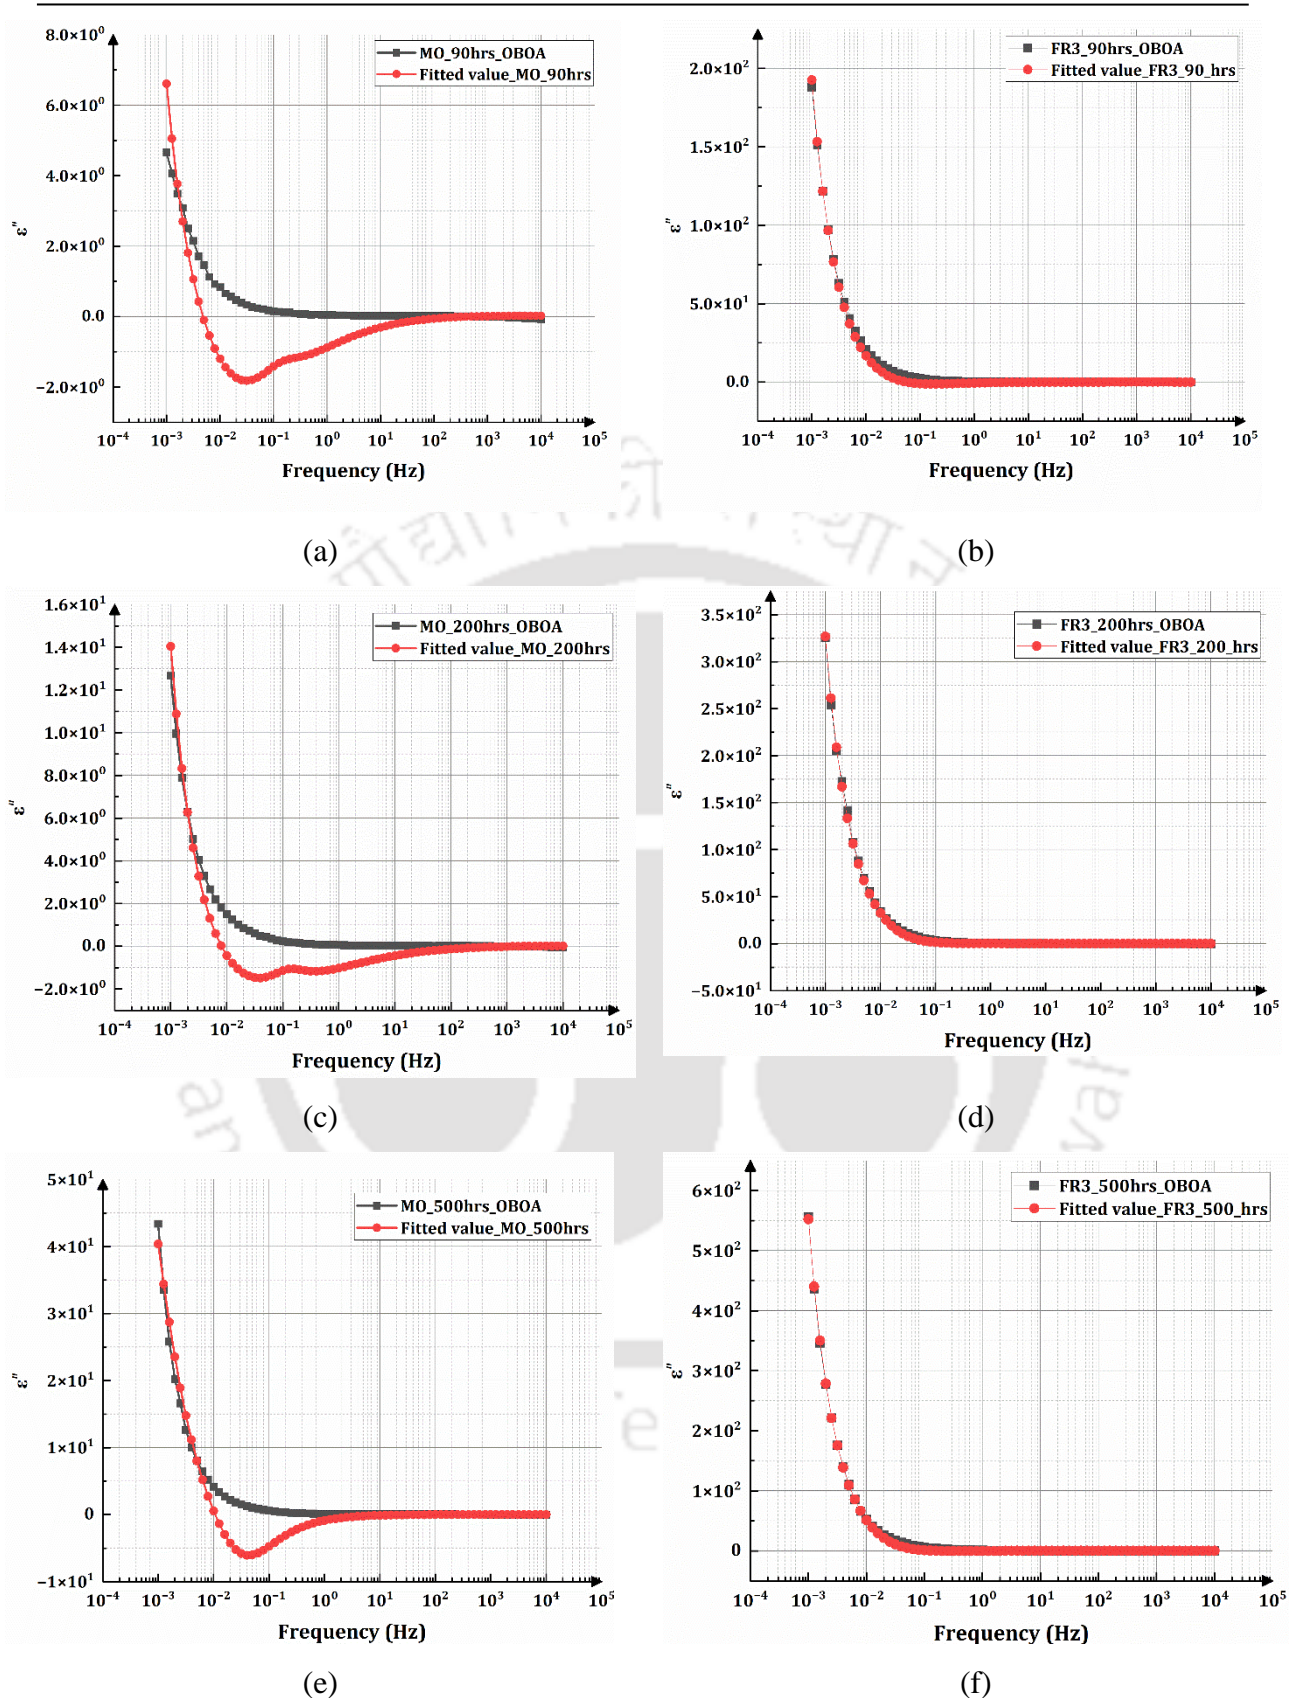 8.0×10⁰
6.0×10⁰
4.0×10⁰
2.0×10⁰
0.0
−2.0×10⁰
ε″
MO_90hrs_OBOA
Fitted value_MO_90hrs
10⁻⁴ 10⁻³ 10⁻² 10⁻¹ 10⁰ 10¹ 10² 10³ 10⁴ 10⁵
Frequency (Hz)
(a)
2.0×10²
1.5×10²
1.0×10²
5.0×10¹
0.0
ε″
FR3_90hrs_OBOA
Fitted value_FR3_90_hrs
10⁻⁴ 10⁻³ 10⁻² 10⁻¹ 10⁰ 10¹ 10² 10³ 10⁴ 10⁵
Frequency (Hz)
(b)
1.6×10¹
1.4×10¹
1.2×10¹
1.0×10¹
8.0×10⁰
6.0×10⁰
4.0×10⁰
2.0×10⁰
0.0
−2.0×10⁰
ε″
MO_200hrs_OBOA
Fitted value_MO_200hrs
10⁻⁴ 10⁻³ 10⁻² 10⁻¹ 10⁰ 10¹ 10² 10³ 10⁴ 10⁵
Frequency (Hz)
(c)
3.5×10²
3.0×10²
2.5×10²
2.0×10²
1.5×10²
1.0×10²
5.0×10¹
0.0
−5.0×10¹
ε″
FR3_200hrs_OBOA
Fitted value_FR3_200_hrs
10⁻⁴ 10⁻³ 10⁻² 10⁻¹ 10⁰ 10¹ 10² 10³ 10⁴ 10⁵
Frequency (Hz)
(d)
5×10¹
4×10¹
3×10¹
2×10¹
1×10¹
0
−1×10¹
ε″
MO_500hrs_OBOA
Fitted value_MO_500hrs
10⁻⁴ 10⁻³ 10⁻² 10⁻¹ 10⁰ 10¹ 10² 10³ 10⁴ 10⁵
Frequency (Hz)
(e)
6×10²
5×10²
4×10²
3×10²
2×10²
1×10²
0
ε″
FR3_500hrs_OBOA
Fitted value_FR3_500_hrs
10⁻⁴ 10⁻³ 10⁻² 10⁻¹ 10⁰ 10¹ 10² 10³ 10⁴ 10⁵
Frequency (Hz)
(f)